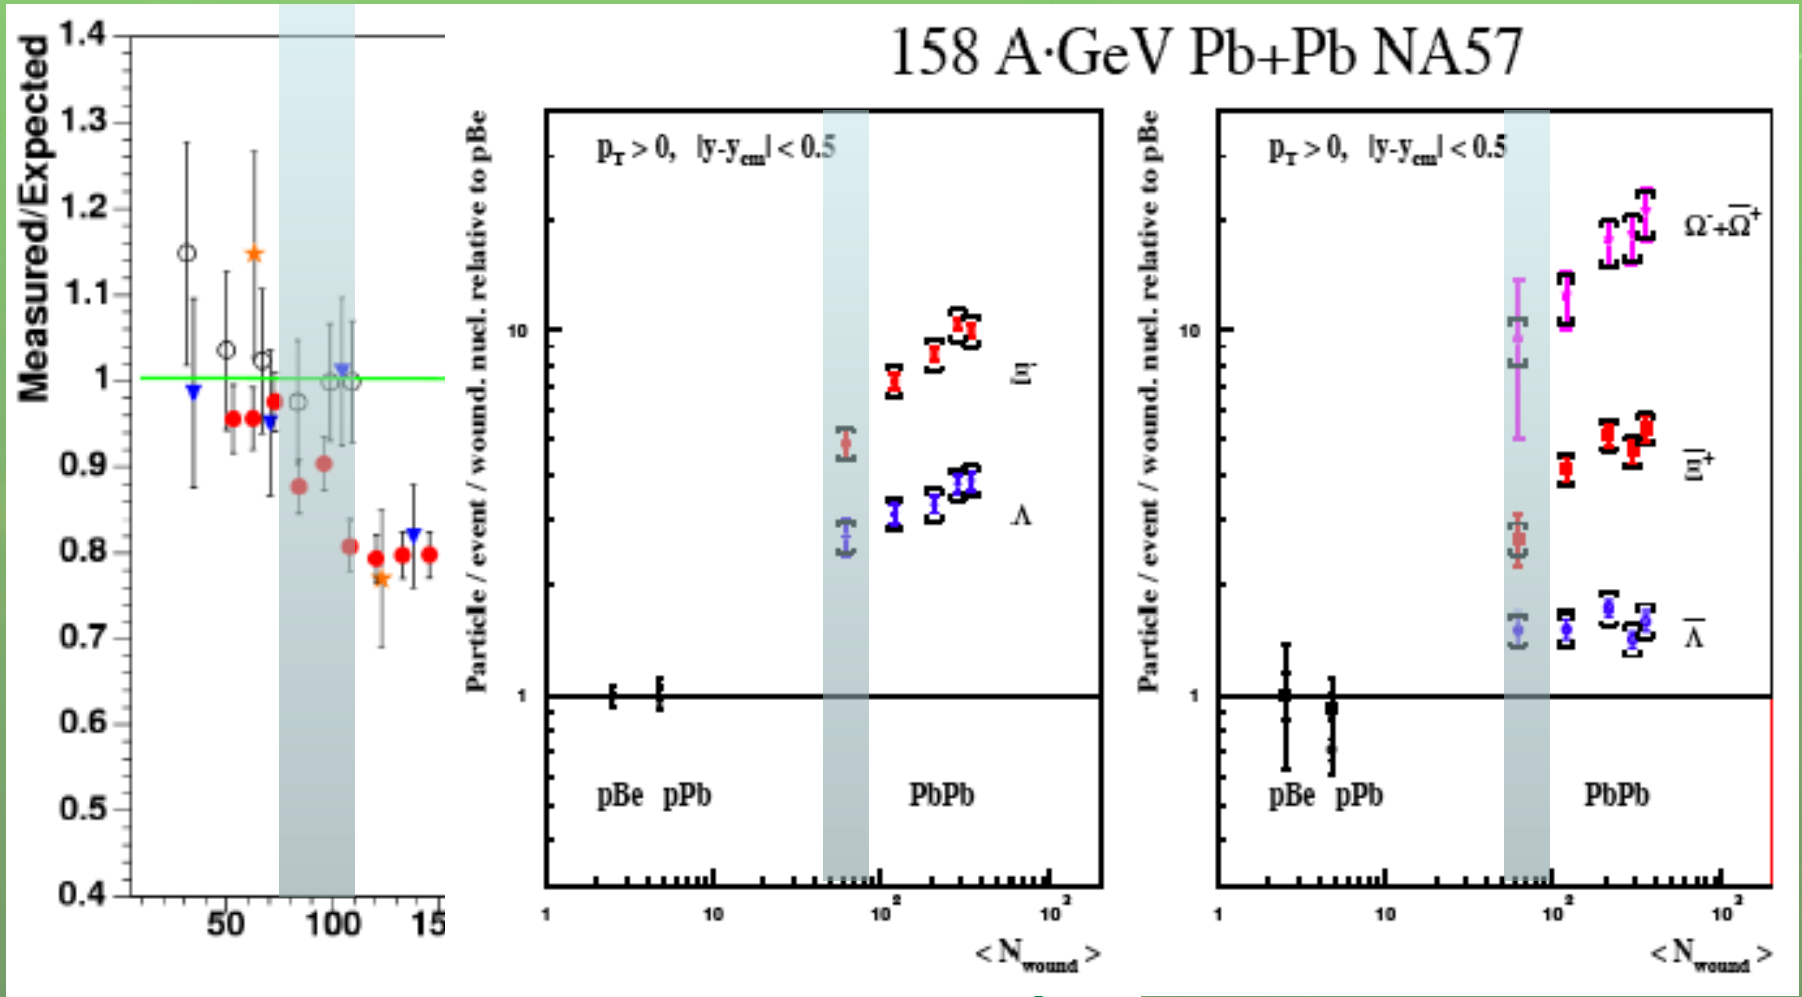 158 A·GeV Pb+Pb NA57
Measured/Expected
1.4
1.3
1.2
1.1
1
0.9
0.8
0.7
0.6
0.5
0.4
50 100 15
Particle / event / wound. nucl. relative to pBe
p_T > 0, |y-y_cm| < 0.5
10
1
Ξ⁻
Λ
pBe pPb PbPb
1 10 10² 10³
< N_wound >
Particle / event / wound. nucl. relative to pBe
p_T > 0, |y-y_cm| < 0.5
10
1
Ω⁻+Ω̅⁺
Ξ̅⁺
Λ̅
pBe pPb PbPb
1 10 10² 10³
< N_wound >